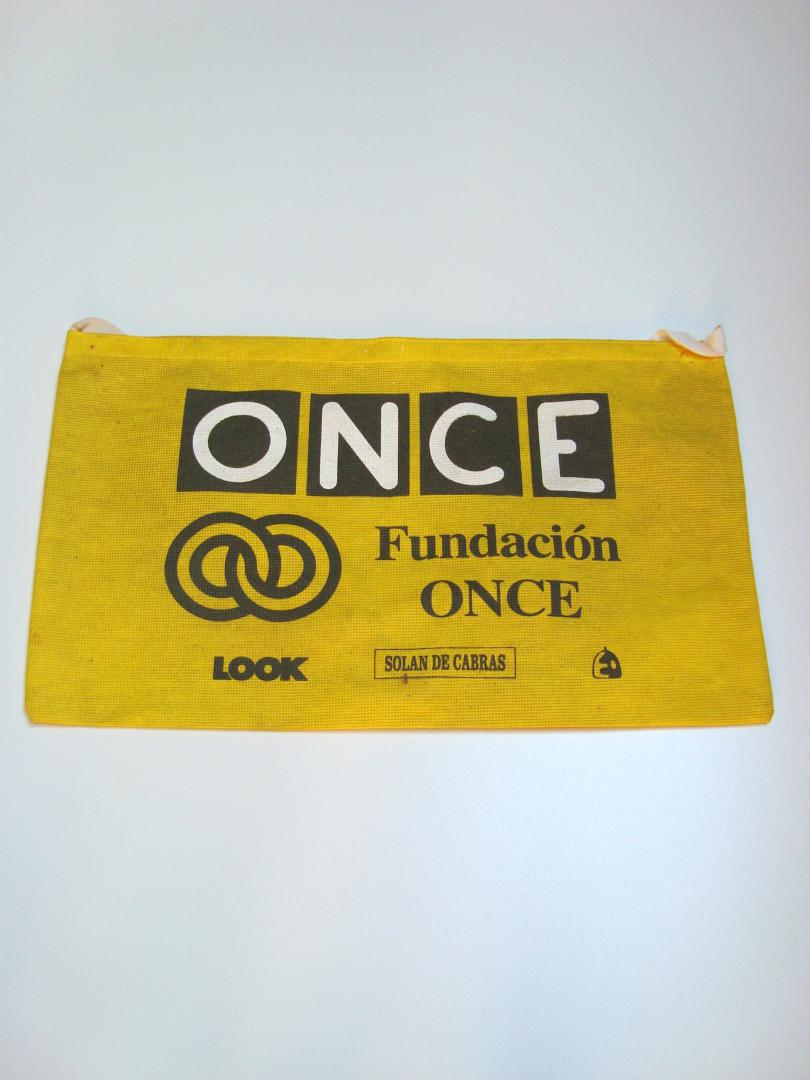 ONCE
Fundación
ONCE
LOOK
SOLAN DE CABRAS